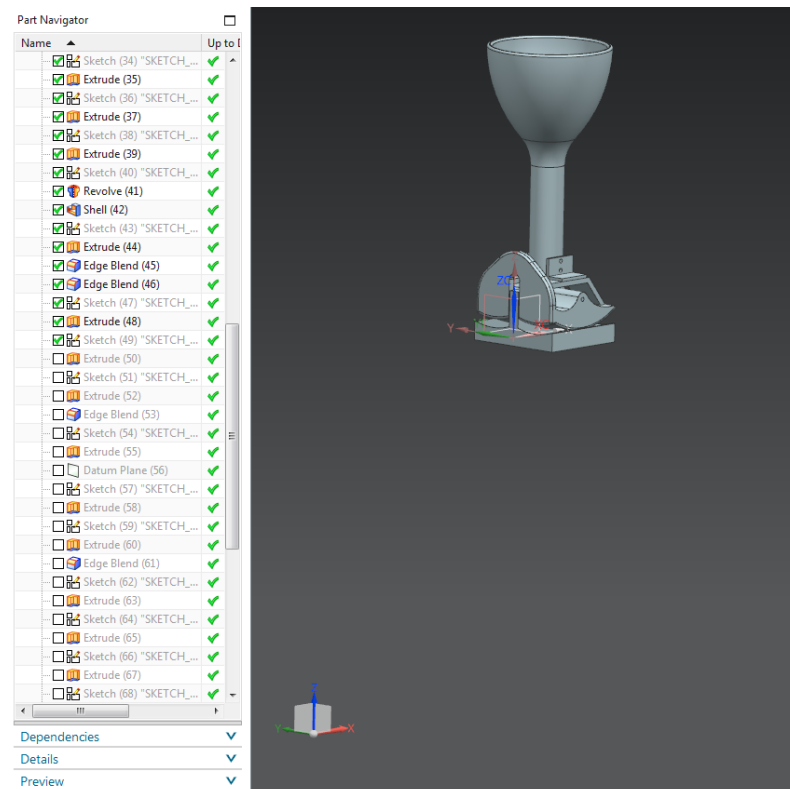 Part Navigator
Name Up to D
Sketch (34) "SKETCH_...
Extrude (35)
Sketch (36) "SKETCH_...
Extrude (37)
Sketch (38) "SKETCH_...
Extrude (39)
Sketch (40) "SKETCH_...
Revolve (41)
Shell (42)
Sketch (43) "SKETCH_...
Extrude (44)
Edge Blend (45)
Edge Blend (46)
Sketch (47) "SKETCH_...
Extrude (48)
Sketch (49) "SKETCH_...
Extrude (50)
Sketch (51) "SKETCH_...
Extrude (52)
Edge Blend (53)
Sketch (54) "SKETCH_...
Extrude (55)
Datum Plane (56)
Sketch (57) "SKETCH_...
Extrude (58)
Sketch (59) "SKETCH_...
Extrude (60)
Edge Blend (61)
Sketch (62) "SKETCH_...
Extrude (63)
Sketch (64) "SKETCH_...
Extrude (65)
Sketch (66) "SKETCH_...
Extrude (67)
Sketch (68) "SKETCH_...
Dependencies
Details
Preview
ZC
Y
Z
Y
X